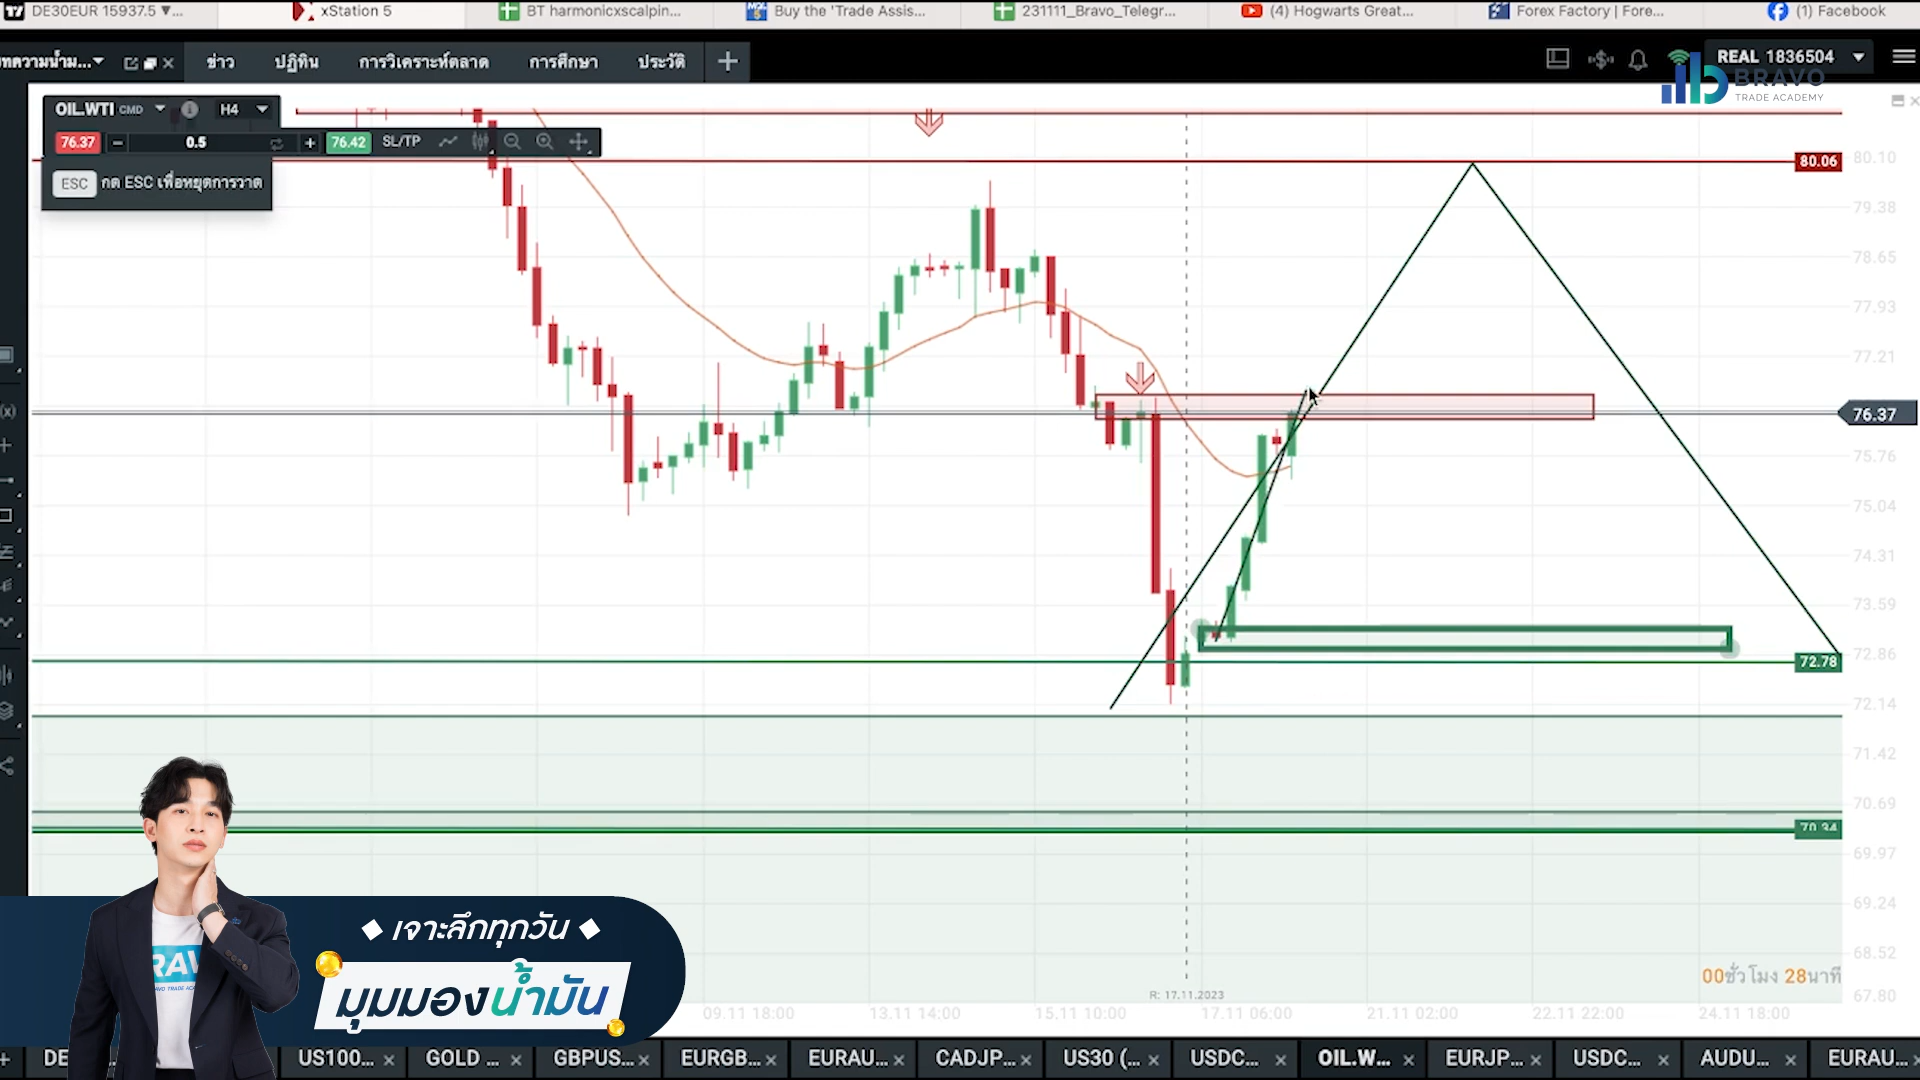 DE30EUR 15937.5 ▼...
xStation 5
BT harmonicxscalpin...
Buy the 'Trade Assis...
231111_Bravo_Telegr...
(4) Hogwarts Great...
Forex Factory | Fore...
(1) Facebook
ทความน้ำม...
ข่าว
ปฏิทิน
การวิเคราะห์ตลาด
การศึกษา
ประวัติ
REAL 1836504
BRAVO
TRADE ACADEMY
OIL.WTI CMD
H4
76.37
0.5
76.42
SL/TP
ESC กด ESC เพื่อหยุดการวาด
80.06
80.10
79.38
78.65
77.93
77.21
76.37
75.76
75.04
74.31
73.59
72.86
72.78
72.14
71.42
70.69
70.34
69.97
69.24
68.52
67.80
00ชั่วโมง 28นาที
R: 17.11.2023
09.11 18:00
13.11 14:00
15.11 10:00
17.11 06:00
21.11 02:00
22.11 22:00
24.11 18:00
เจาะลึกทุกวัน
มุมมองน้ำมัน
DE
US100...
GOLD ...
GBPUS...
EURGB...
EURAU...
CADJP...
US30 (...
USDC...
OIL.W...
EURJP...
USDC...
AUDU...
EURAU...